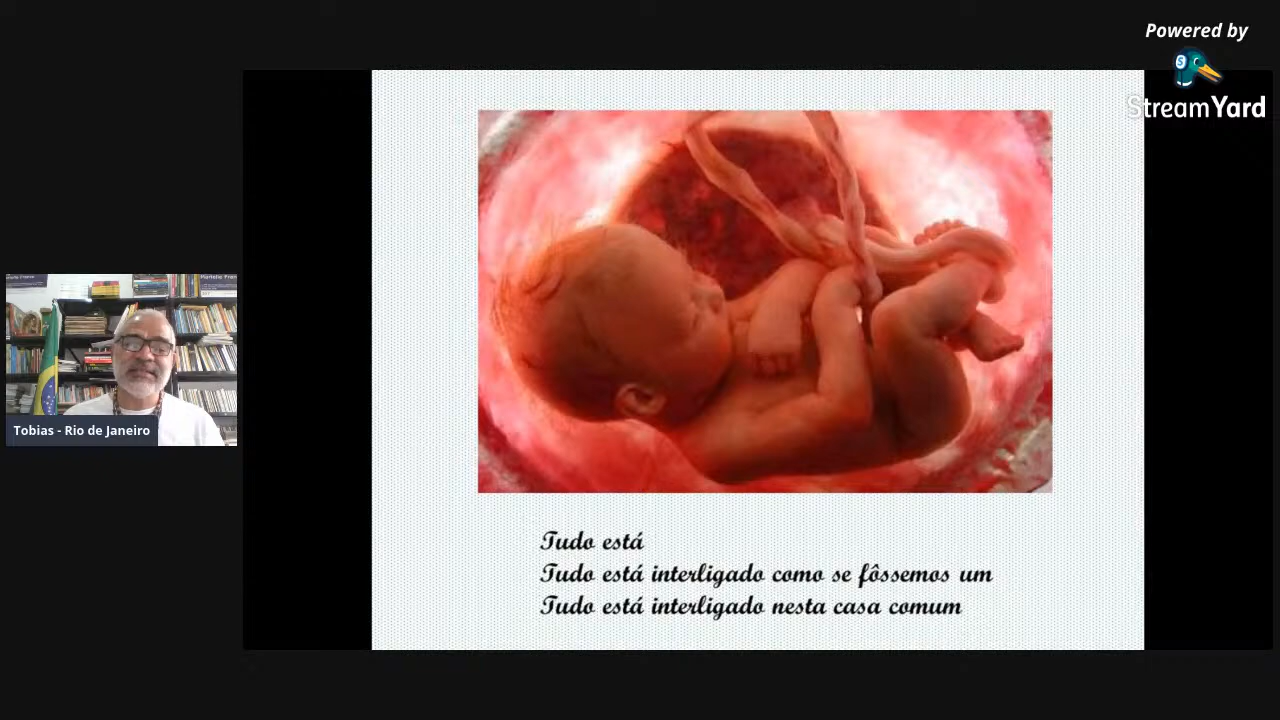 Powered by
StreamYard
Tobias - Rio de Janeiro
Tudo está
Tudo está interligado como se fôssemos um
Tudo está interligado nesta casa comum